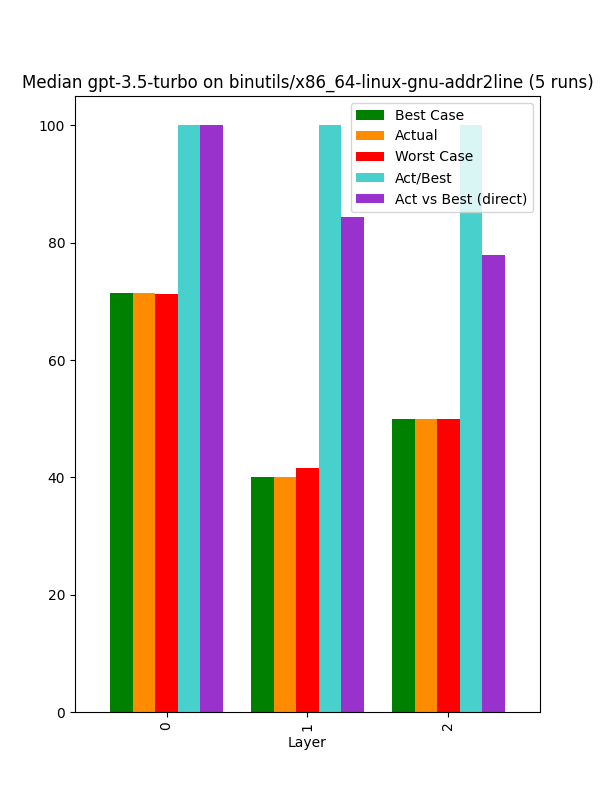 Median gpt-3.5-turbo on binutils/x86_64-linux-gnu-addr2line (5 runs)
100
80
60
40
20
0
Best Case
Actual
Worst Case
Act/Best
Act vs Best (direct)
0
1
2
Layer